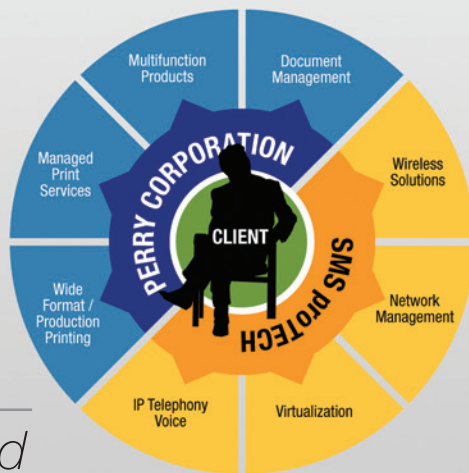 Multifunction
Products
Document
Management
Managed
Print
Services
Wireless
Solutions
PERRY CORPORATION
CLIENT
SMS proTECH
Wide
Format /
Production
Printing
Network
Management
IP Telephony
Voice
Virtualization
d